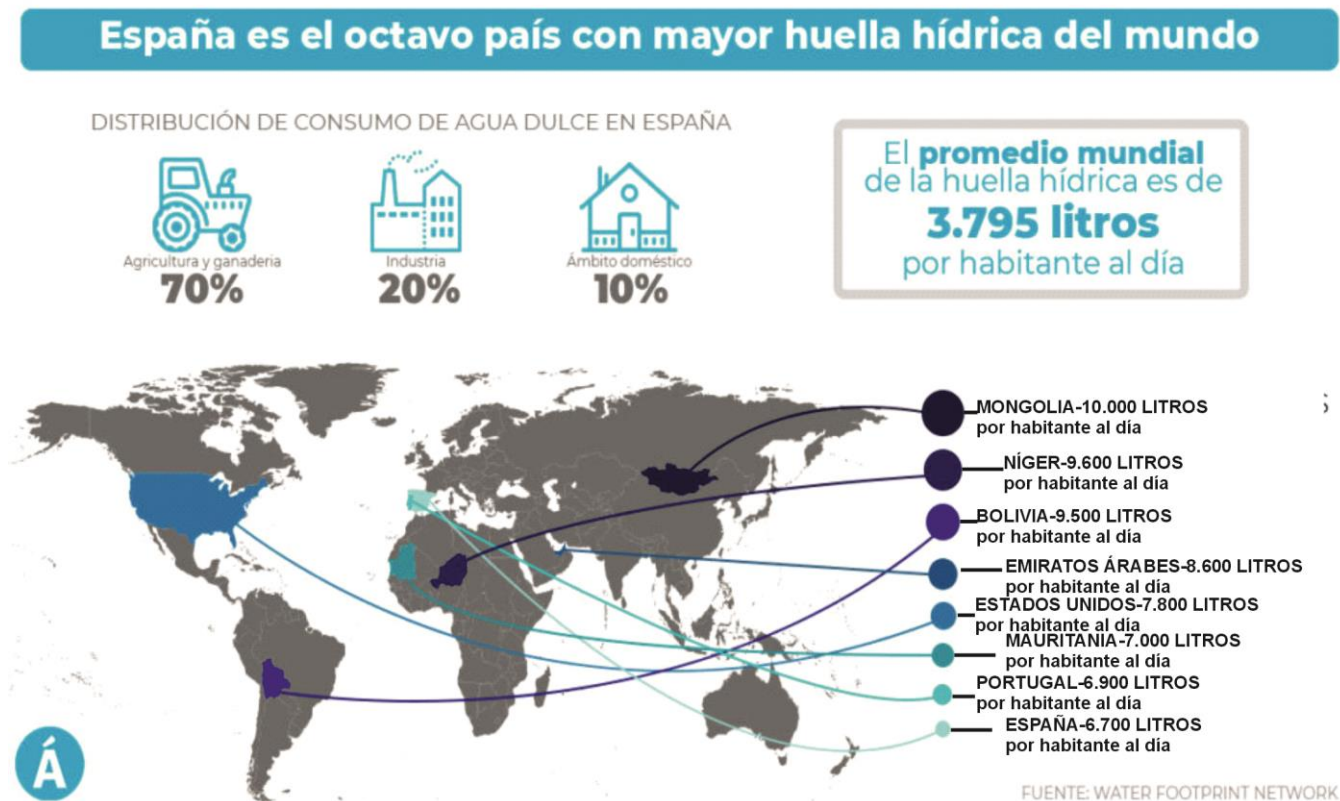 España es el octavo país con mayor huella hídrica del mundo
DISTRIBUCIÓN DE CONSUMO DE AGUA DULCE EN ESPAÑA
Agricultura y ganadería
70%
Industria
20%
Ámbito doméstico
10%
El promedio mundial
de la huella hídrica es de
3.795 litros
por habitante al día
MONGOLIA-10.000 LITROS
por habitante al día
NÍGER-9.600 LITROS
por habitante al día
BOLIVIA-9.500 LITROS
por habitante al día
EMIRATOS ÁRABES-8.600 LITROS
por habitante al día
ESTADOS UNIDOS-7.800 LITROS
por habitante al día
MAURITANIA-7.000 LITROS
por habitante al día
PORTUGAL-6.900 LITROS
por habitante al día
ESPAÑA-6.700 LITROS
por habitante al día
Á
FUENTE: WATER FOOTPRINT NETWORK